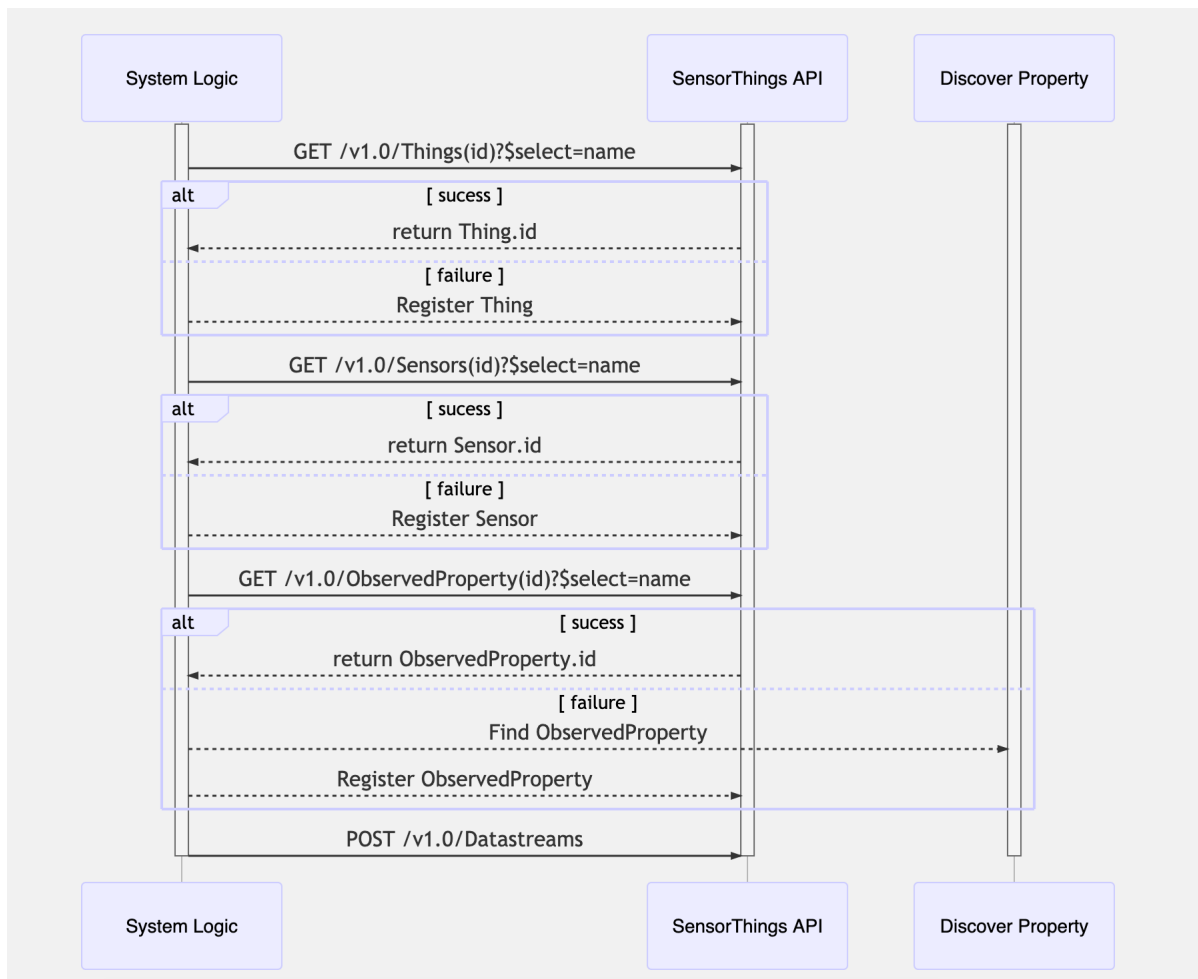 System Logic
SensorThings API
Discover Property
GET /v1.0/Things(id)?$select=name
alt
[ sucess ]
return Thing.id
[ failure ]
Register Thing
GET /v1.0/Sensors(id)?$select=name
alt
[ sucess ]
return Sensor.id
[ failure ]
Register Sensor
GET /v1.0/ObservedProperty(id)?$select=name
alt
[ sucess ]
return ObservedProperty.id
[ failure ]
Find ObservedProperty
Register ObservedProperty
POST /v1.0/Datastreams
System Logic
SensorThings API
Discover Property